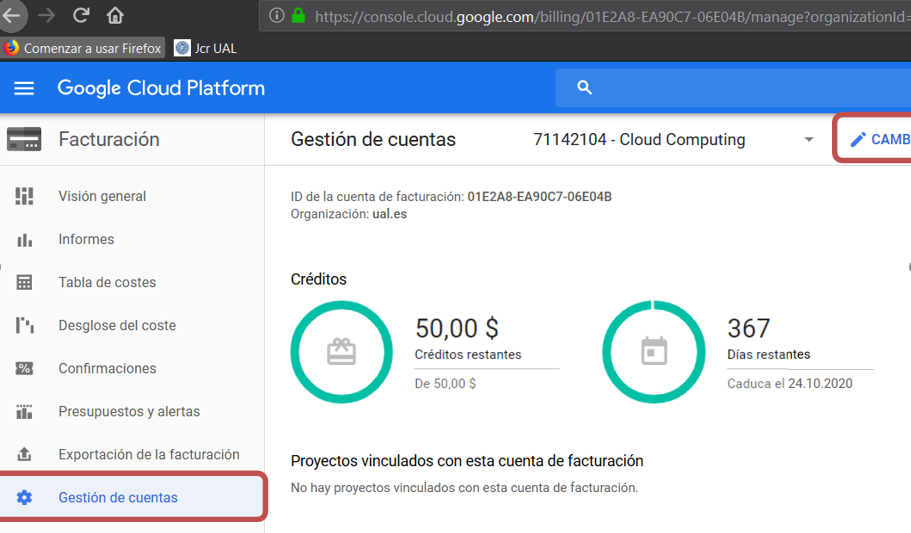 https://console.cloud.google.com/billing/01E2A8-EA90C7-06E04B/manage?organizationId=
Comenzar a usar Firefox
Jcr UAL
Google Cloud Platform
Facturación
Gestión de cuentas
71142104 - Cloud Computing
CAMB
Visión general
Informes
Tabla de costes
Desglose del coste
Confirmaciones
Presupuestos y alertas
Exportación de la facturación
Gestión de cuentas
ID de la cuenta de facturación: 01E2A8-EA90C7-06E04B
Organización: ual.es
Créditos
50,00 $
Créditos restantes
De 50,00 $
367
Días restantes
Caduca el 24.10.2020
Proyectos vinculados con esta cuenta de facturación
No hay proyectos vinculados con esta cuenta de facturación.